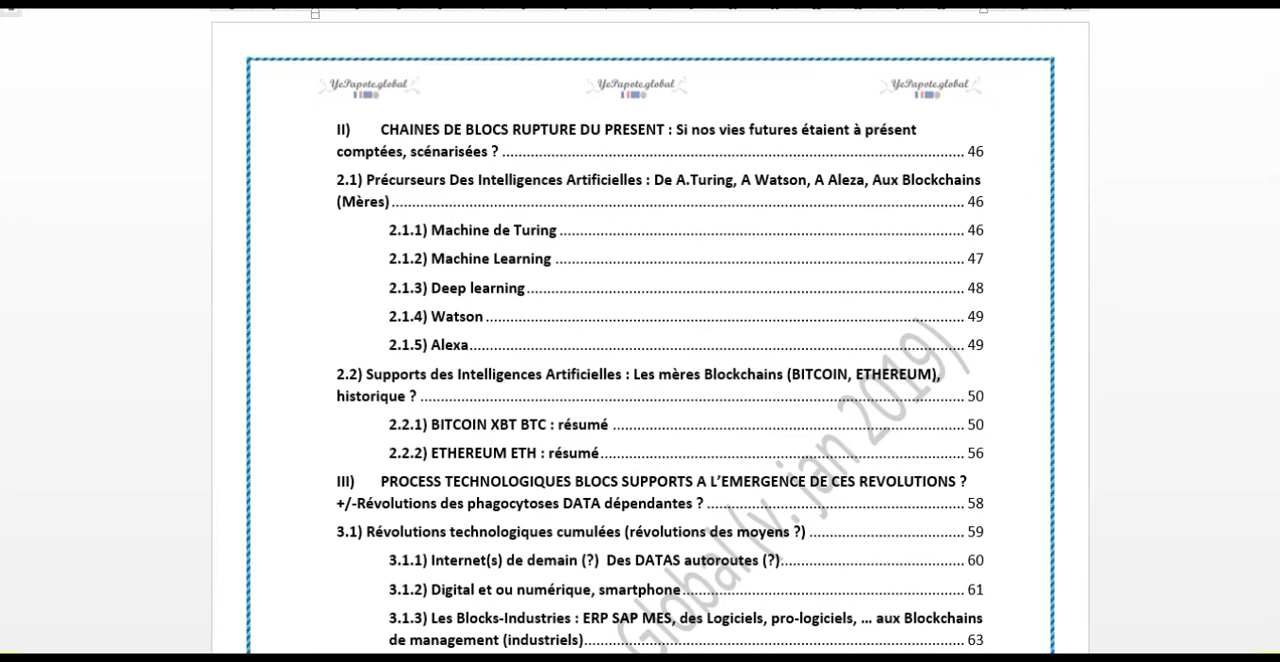 YePapote.global YePapote.global YePapote.global
II) CHAINES DE BLOCS RUPTURE DU PRESENT : Si nos vies futures étaient à présent
comptées, scénarisées ? 46
2.1) Précurseurs Des Intelligences Artificielles : De A.Turing, A Watson, A Aleza, Aux Blockchains
(Mères) 46
2.1.1) Machine de Turing 46
2.1.2) Machine Learning 47
2.1.3) Deep learning 48
2.1.4) Watson 49
2.1.5) Alexa 49
2.2) Supports des Intelligences Artificielles : Les mères Blockchains (BITCOIN, ETHEREUM),
historique ? 50
2.2.1) BITCOIN XBT BTC : résumé 50
2.2.2) ETHEREUM ETH : résumé 56
III) PROCESS TECHNOLOGIQUES BLOCS SUPPORTS A L’EMERGENCE DE CES REVOLUTIONS ?
+/-Révolutions des phagocytoses DATA dépendantes ? 58
3.1) Révolutions technologiques cumulées (révolutions des moyens ?) 59
3.1.1) Internet(s) de demain (?) Des DATAS autoroutes (?) 60
3.1.2) Digital et ou numérique, smartphone 61
3.1.3) Les Blocks-Industries : ERP SAP MES, des Logiciels, pro-logiciels, … aux Blockchains
de management (industriels) 63
Global (v. jan 2019)